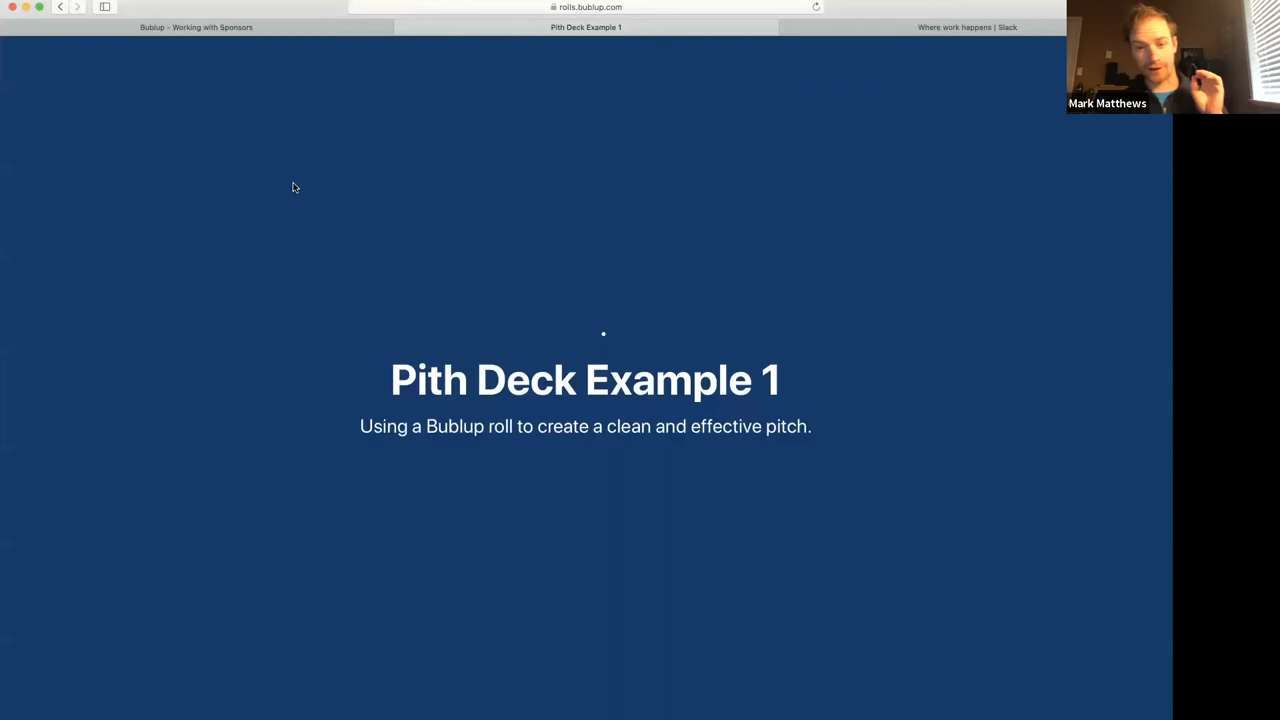 rolls.bublup.com
Bublup - Working with Sponsors
Pith Deck Example 1
Where work happens | Slack
Mark Matthews
Pith Deck Example 1
Using a Bublup roll to create a clean and effective pitch.